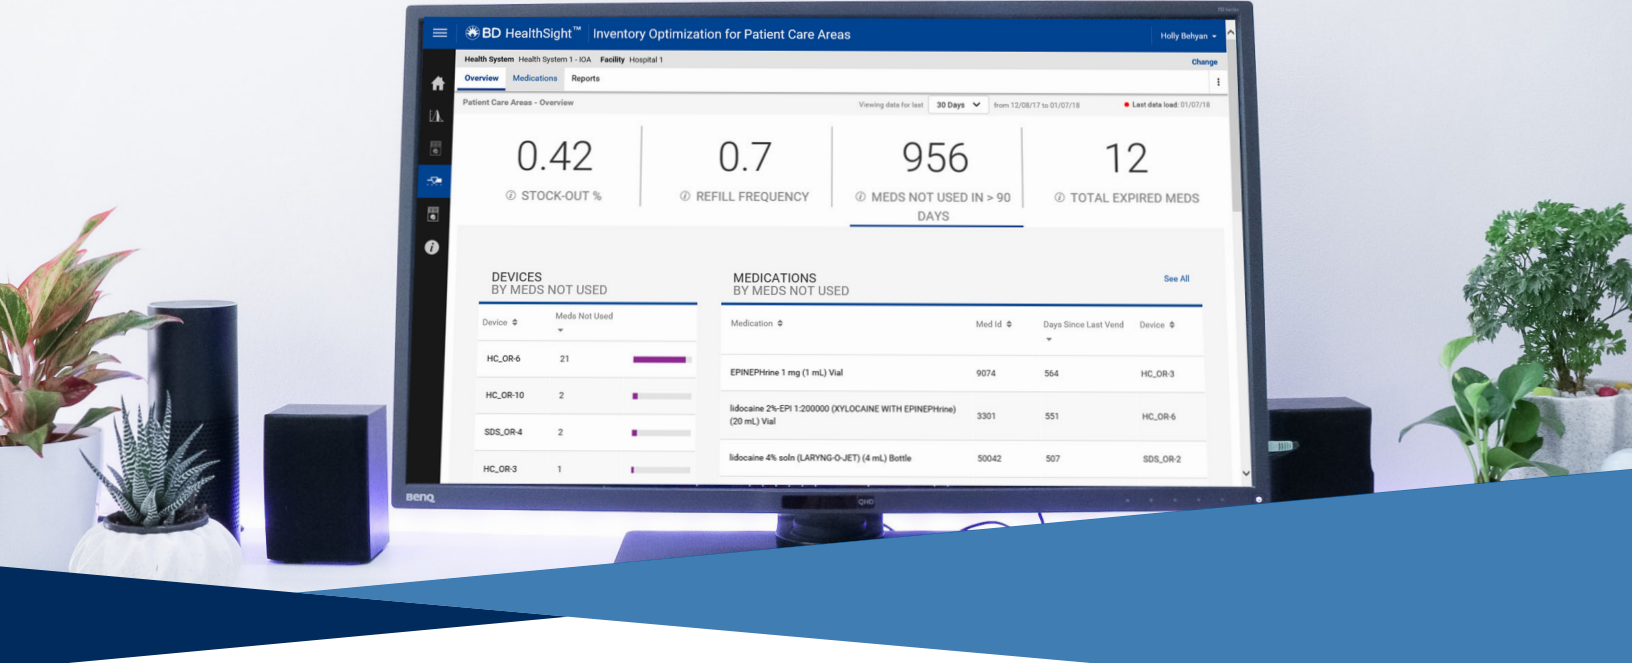 BD HealthSight™ Inventory Optimization for Patient Care Areas
Holly Behyan
Health System Health System 1 - IOA Facility Hospital 1
Change
Overview Medications Reports
Patient Care Areas - Overview
Viewing data for last 30 Days from 12/08/17 to 01/07/18
Last data load: 01/07/18
0.42
STOCK-OUT %
0.7
REFILL FREQUENCY
956
MEDS NOT USED IN > 90
DAYS
12
TOTAL EXPIRED MEDS
DEVICES
BY MEDS NOT USED
Device Meds Not Used
HC_OR-6 21
HC_OR-10 2
SDS_OR-4 2
HC_OR-3 1
MEDICATIONS
BY MEDS NOT USED
See All
Medication Med Id Days Since Last Vend Device
EPINEPHrine 1 mg (1 mL) Vial 9074 564 HC_OR-3
lidocaine 2%-EPI 1:200000 (XYLOCAINE WITH EPINEPHrine)
(20 mL) Vial 3301 551 HC_OR-6
lidocaine 4% soln (LARYNG-O-JET) (4 mL) Bottle 50042 507 SDS_OR-2
BenQ
QHD